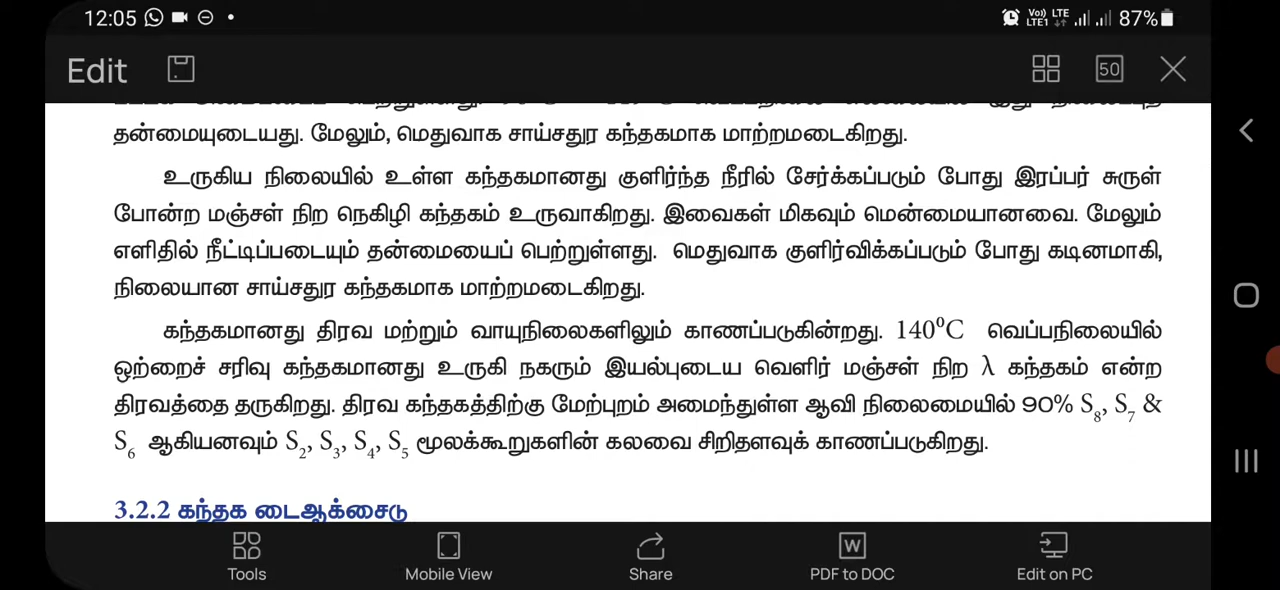 12:05
Vo)) LTE LTE1 87%
Edit 50
தன்மையுடையது. மேலும், மெதுவாக சாய்சதுர கந்தகமாக மாற்றமடைகிறது.
உருகிய நிலையில் உள்ள கந்தகமானது குளிர்ந்த நீரில் சேர்க்கப்படும் போது இரப்பர் சுருள்
போன்ற மஞ்சள் நிற நெகிழி கந்தகம் உருவாகிறது. இவைகள் மிகவும் மென்மையானவை. மேலும்
எளிதில் நீட்டிப்படையும் தன்மையைப் பெற்றுள்ளது. மெதுவாக குளிர்விக்கப்படும் போது கடினமாகி,
நிலையான சாய்சதுர கந்தகமாக மாற்றமடைகிறது.
கந்தகமானது திரவ மற்றும் வாயுநிலைகளிலும் காணப்படுகின்றது. 140⁰C வெப்பநிலையில்
ஒற்றைச் சரிவு கந்தகமானது உருகி நகரும் இயல்புடைய வெளிர் மஞ்சள் நிற λ கந்தகம் என்ற
திரவத்தை தருகிறது. திரவ கந்தகத்திற்கு மேற்புறம் அமைந்துள்ள ஆவி நிலைமையில் 90% S₈, S₇ &
S₆ ஆகியனவும் S₂, S₃, S₄, S₅ மூலக்கூறுகளின் கலவை சிறிதளவுக் காணப்படுகிறது.
3.2.2 கந்தக டைஆக்சைடு
Tools Mobile View Share PDF to DOC Edit on PC